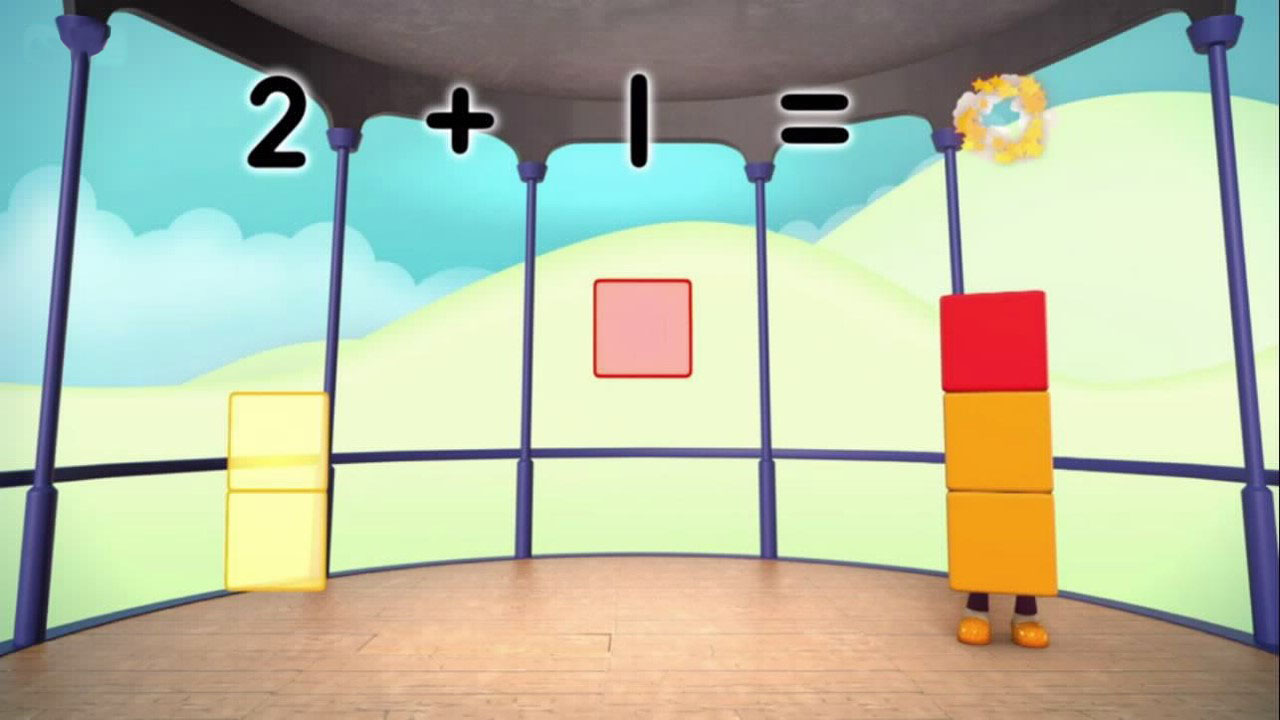 2 + 1 =